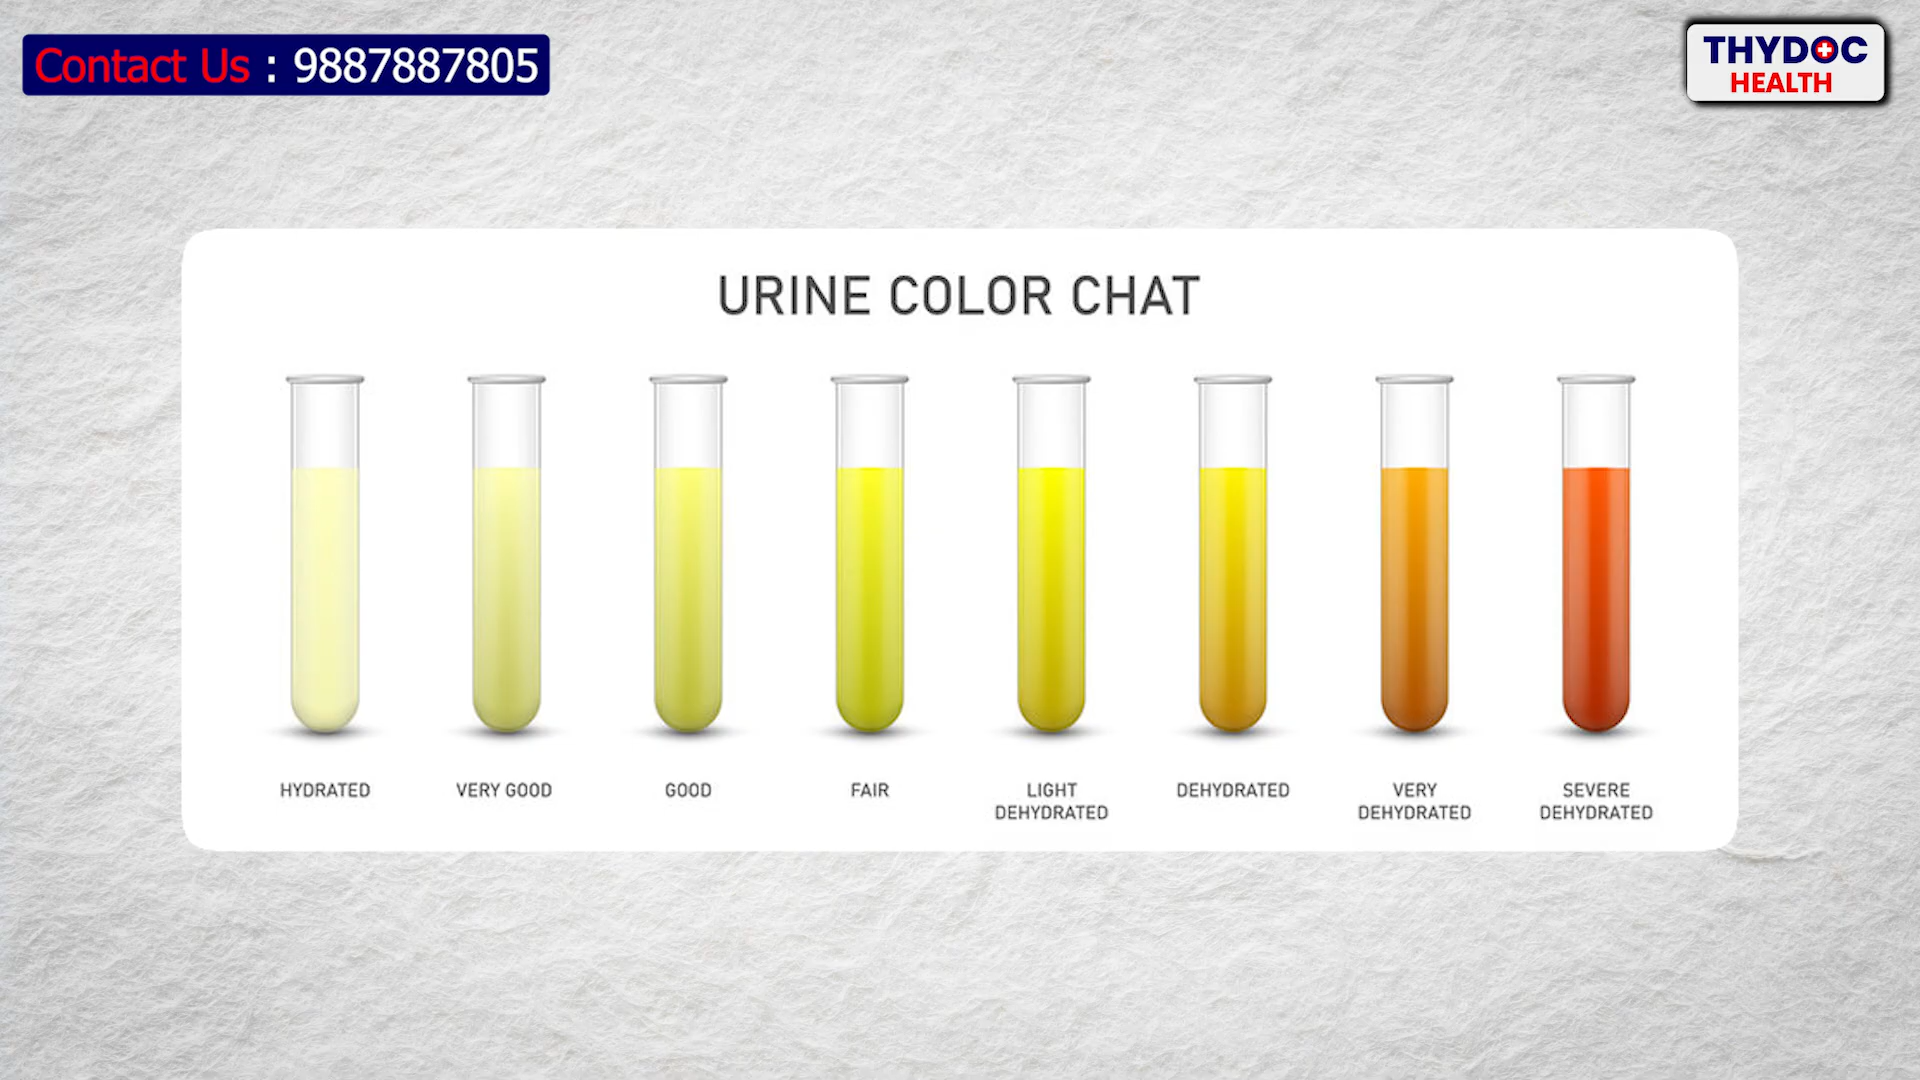 Contact Us : 9887887805
THYDOC
HEALTH
URINE COLOR CHAT
HYDRATED
VERY GOOD
GOOD
FAIR
LIGHT
DEHYDRATED
DEHYDRATED
VERY
DEHYDRATED
SEVERE
DEHYDRATED